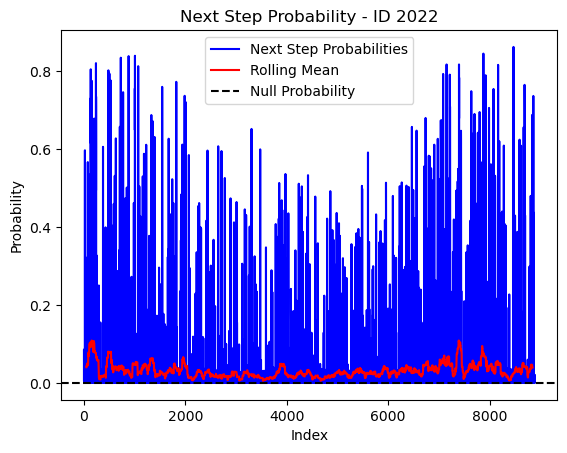 Next Step Probability - ID 2022
Next Step Probabilities
Rolling Mean
Null Probability
Probability
0.8
0.6
0.4
0.2
0.0
0 2000 4000 6000 8000
Index